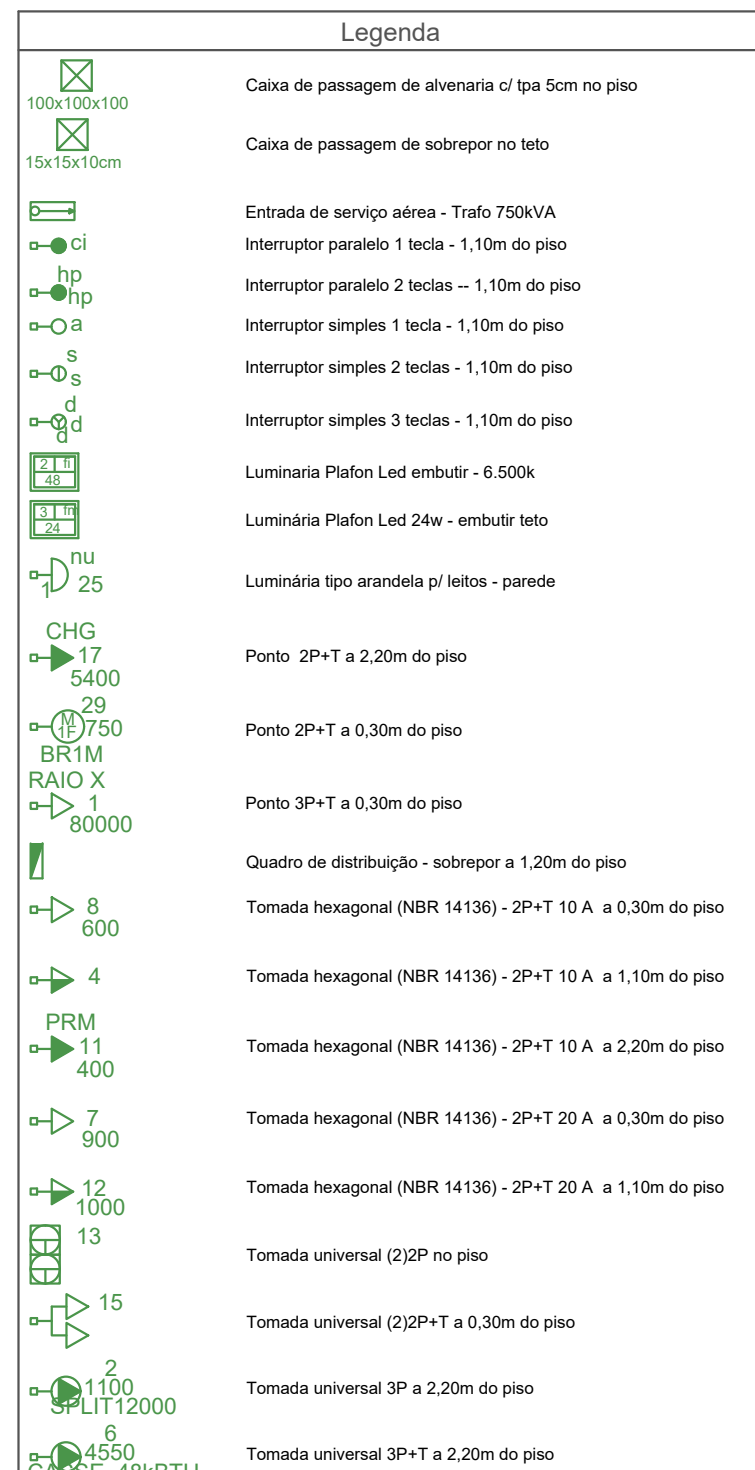 Legenda
100x100x100
Caixa de passagem de alvenaria c/ tpa 5cm no piso
15x15x10cm
Caixa de passagem de sobrepor no teto
Entrada de serviço aérea - Trafo 750kVA
ci
Interruptor paralelo 1 tecla - 1,10m do piso
hp
hp
Interruptor paralelo 2 teclas -- 1,10m do piso
a
Interruptor simples 1 tecla - 1,10m do piso
s
s
Interruptor simples 2 teclas - 1,10m do piso
d
d
d
Interruptor simples 3 teclas - 1,10m do piso
2 fi
48
Luminaria Plafon Led embutir - 6.500k
3 fm
24
Luminária Plafon Led 24w - embutir teto
nu
1 25
Luminária tipo arandela p/ leitos - parede
CHG
17
5400
Ponto 2P+T a 2,20m do piso
29
M
1F
750
BR1M
Ponto 2P+T a 0,30m do piso
RAIO X
1
80000
Ponto 3P+T a 0,30m do piso
Quadro de distribuição - sobrepor a 1,20m do piso
8
600
Tomada hexagonal (NBR 14136) - 2P+T 10 A a 0,30m do piso
4
Tomada hexagonal (NBR 14136) - 2P+T 10 A a 1,10m do piso
PRM
11
400
Tomada hexagonal (NBR 14136) - 2P+T 10 A a 2,20m do piso
7
900
Tomada hexagonal (NBR 14136) - 2P+T 20 A a 0,30m do piso
12
1000
Tomada hexagonal (NBR 14136) - 2P+T 20 A a 1,10m do piso
13
Tomada universal (2)2P no piso
15
Tomada universal (2)2P+T a 0,30m do piso
2
1100
SPLIT12000
Tomada universal 3P a 2,20m do piso
6
4550
48kBTU
Tomada universal 3P+T a 2,20m do piso